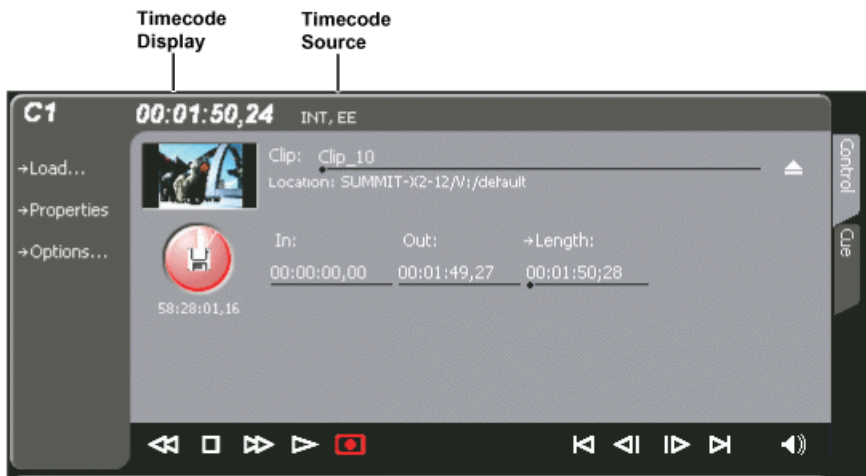 Timecode Display
Timecode Source
C1 00:01:50,24 INT, EE
→Load...
→Properties
→Options...
Clip: Clip_10
Location: SUMMIT-X2-12/V:/default
In: Out: →Length:
00:00:00,00 00:01:49,27 00:01:50;28
58:28:01,16
Control
Cue